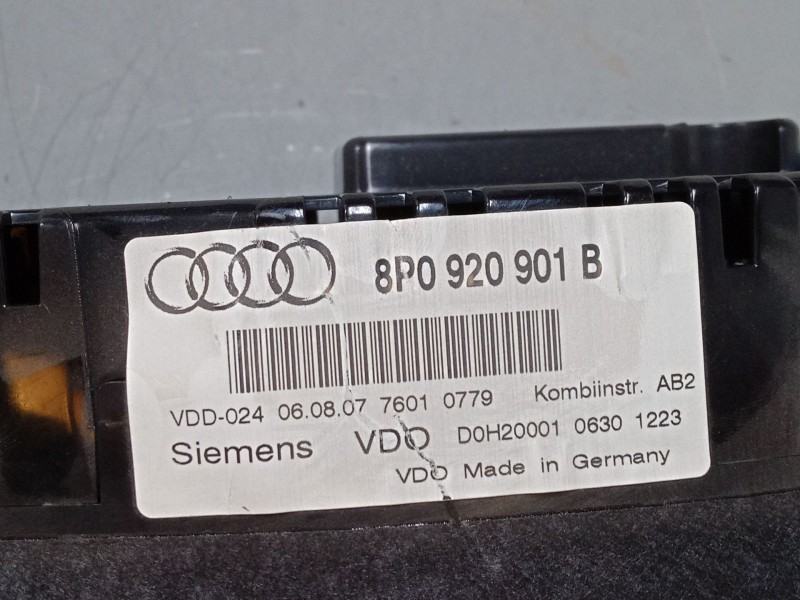 8P0 920 901 B
VDD-024 06.08.07 7601 0779 Kombiinstr. AB2
Siemens VDO D0H20001 0630 1223
VDO Made in Germany